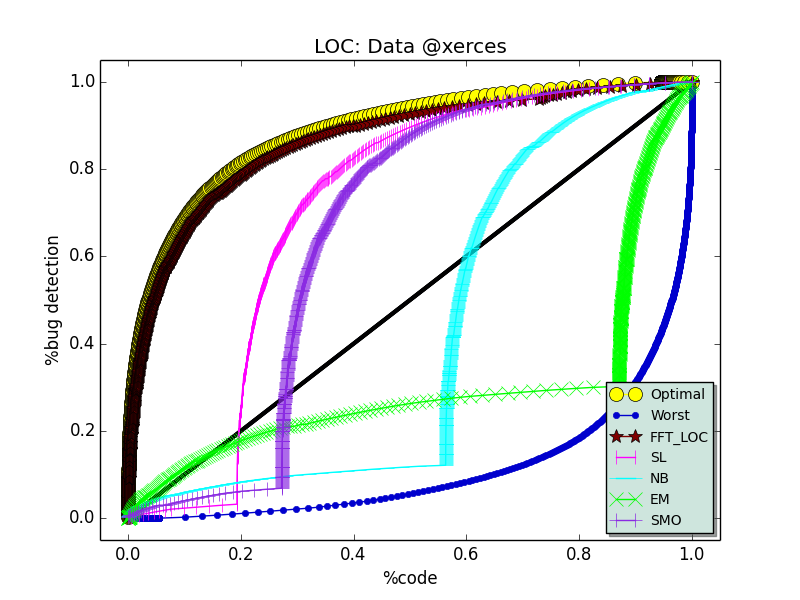 LOC: Data @xerces
1.0
0.8
0.6
0.4
0.2
0.0
%bug detection
0.0 0.2 0.4 0.6 0.8 1.0
%code
Optimal
Worst
FFT_LOC
SL
NB
EM
SMO